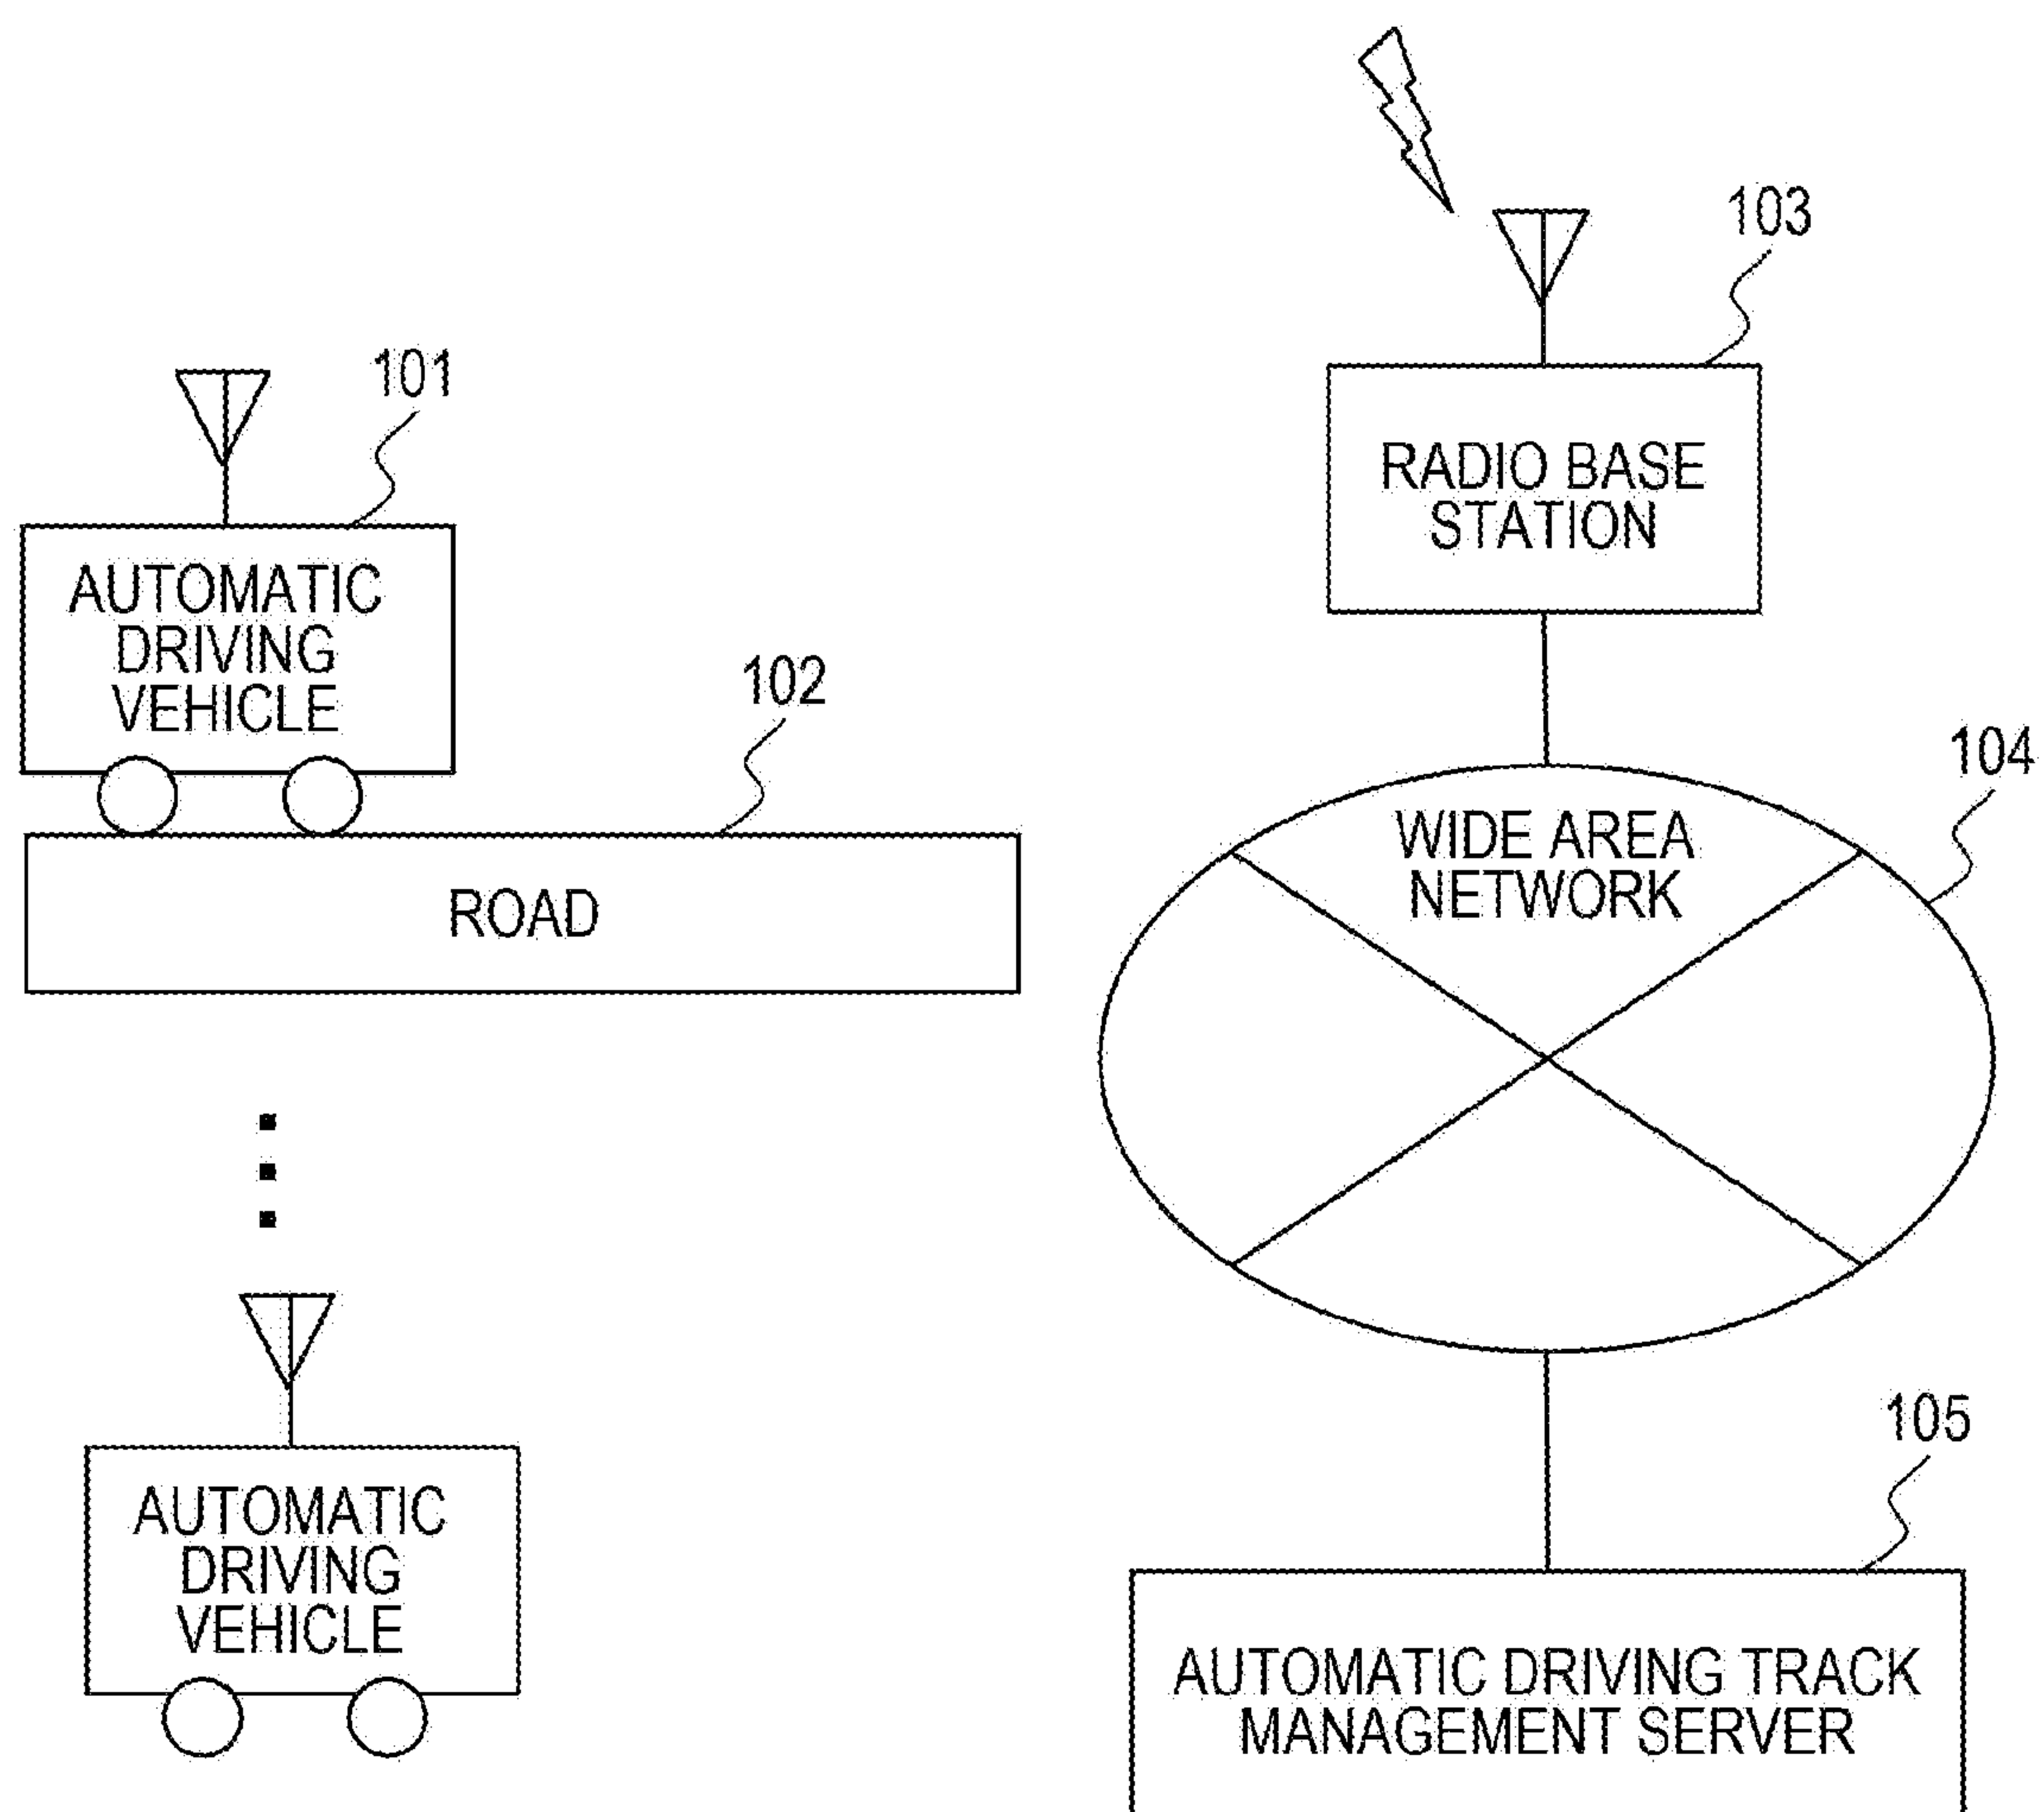 103
101
RADIO BASE
STATION
AUTOMATIC
DRIVING
VEHICLE
102
104
WIDE AREA
NETWORK
ROAD
105
AUTOMATIC
DRIVING
VEHICLE
AUTOMATIC DRIVING TRACK
MANAGEMENT SERVER